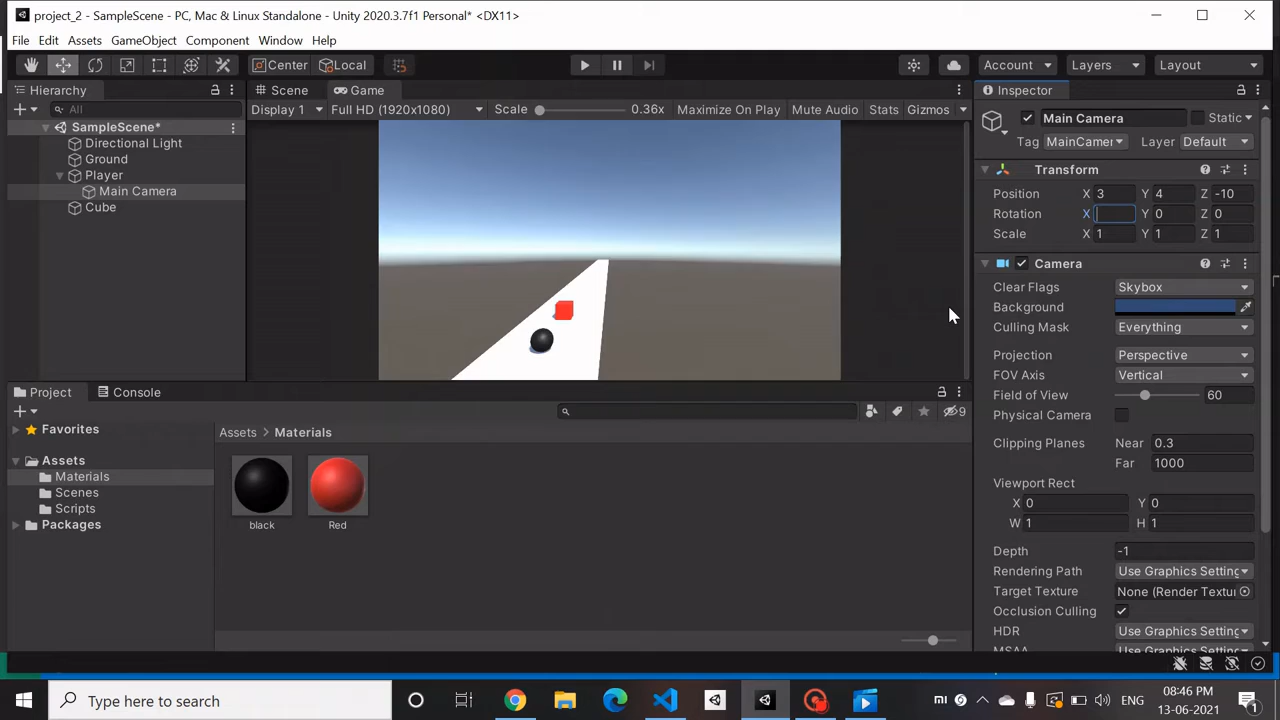 project_2 - SampleScene - PC, Mac & Linux Standalone - Unity 2020.3.7f1 Personal* <DX11>
File Edit Assets GameObject Component Window Help
Center Local Account Layers Layout
Hierarchy Scene Game Inspector
All Display 1 Full HD (1920x1080) Scale 0.36x Maximize On Play Mute Audio Stats Gizmos
Main Camera Static
SampleScene*
Directional Light
Ground
Player
Main Camera
Cube
Tag MainCamer Layer Default
Transform
Position X 3 Y 4 Z -10
Rotation X Y 0 Z 0
Scale X 1 Y 1 Z 1
Camera
Clear Flags Skybox
Background
Culling Mask Everything
Projection Perspective
FOV Axis Vertical
Field of View 60
Physical Camera
Clipping Planes Near 0.3
Far 1000
Viewport Rect
X 0 Y 0
W 1 H 1
Depth -1
Rendering Path Use Graphics Setting
Target Texture None (Render Textu
Occlusion Culling
HDR Use Graphics Setting
Project Console
9
Favorites
Assets
Materials
Scenes
Scripts
Packages
Assets > Materials
black Red
Type here to search
mi ENG 08:46 PM
13-06-2021
1